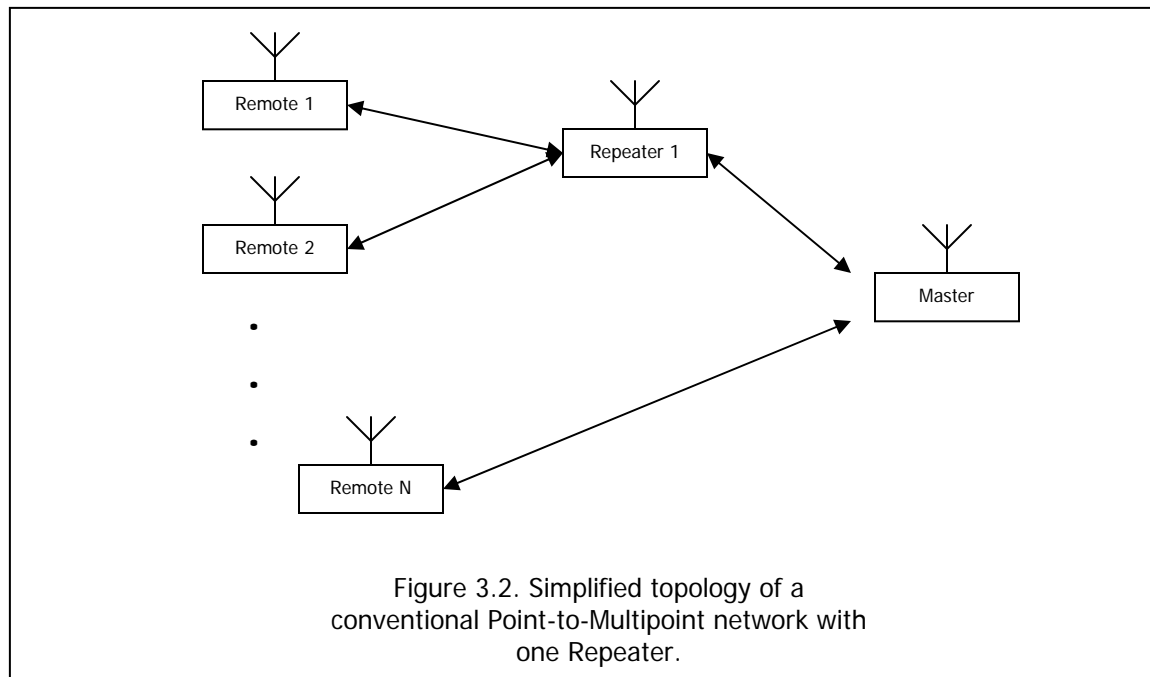 Remote 1
Repeater 1
Remote 2
Master
Remote N
Figure 3.2. Simplified topology of a
conventional Point-to-Multipoint network with
one Repeater.